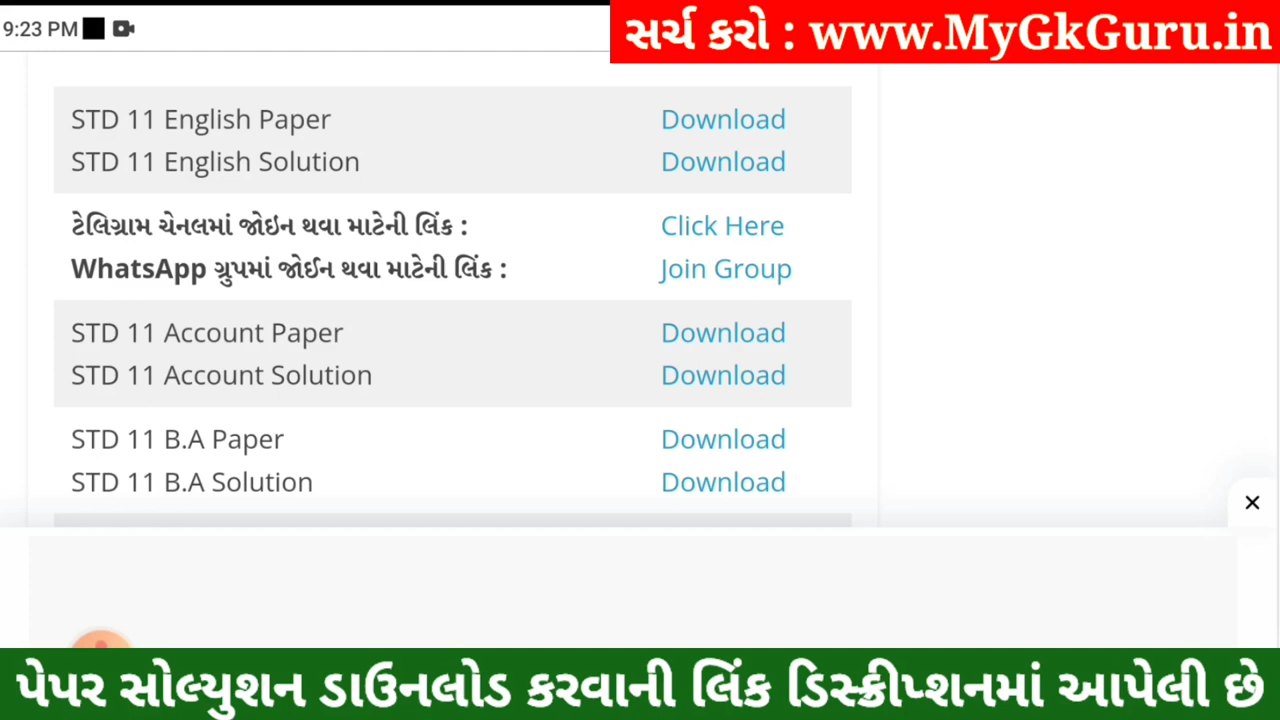 9:23 PM
સર્ચ કરો : www.MyGkGuru.in
STD 11 English Paper Download
STD 11 English Solution Download
ટેલિગ્રામ ચેનલમાં જોઇન થવા માટેની લિંક : Click Here
WhatsApp ગ્રુપમાં જોઈન થવા માટેની લિંક : Join Group
STD 11 Account Paper Download
STD 11 Account Solution Download
STD 11 B.A Paper Download
STD 11 B.A Solution Download
પેપર સોલ્યુશન ડાઉનલોડ કરવાની લિંક ડિસ્ક્રીપ્શનમાં આપેલી છે